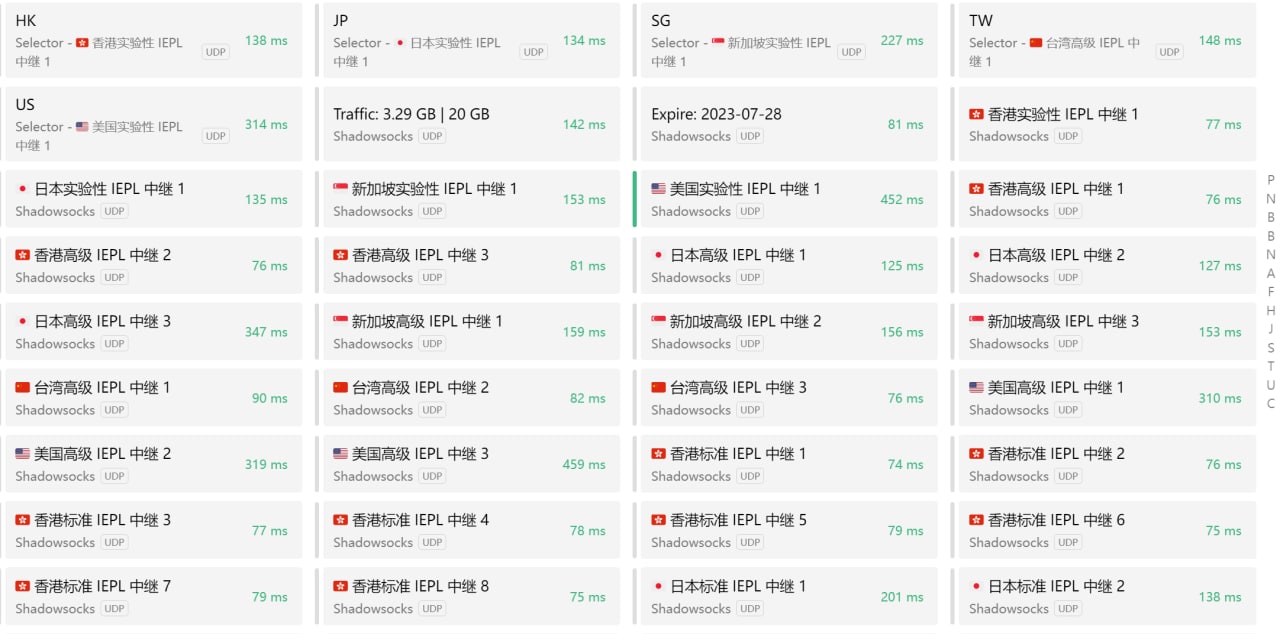 HK
Selector - 🇭🇰 香港实验性 IEPL
中继 1
UDP
138 ms
JP
Selector - 🇯🇵 日本实验性 IEPL
中继 1
UDP
134 ms
SG
Selector - 🇸🇬 新加坡实验性 IEPL
中继 1
UDP
227 ms
TW
Selector - 🇨🇳 台湾高级 IEPL 中
继 1
UDP
148 ms
US
Selector - 🇺🇸 美国实验性 IEPL
中继 1
UDP
314 ms
Traffic: 3.29 GB | 20 GB
Shadowsocks UDP
142 ms
Expire: 2023-07-28
Shadowsocks UDP
81 ms
🇭🇰 香港实验性 IEPL 中继 1
Shadowsocks UDP
77 ms
🇯🇵 日本实验性 IEPL 中继 1
Shadowsocks UDP
135 ms
🇸🇬 新加坡实验性 IEPL 中继 1
Shadowsocks UDP
153 ms
🇺🇸 美国实验性 IEPL 中继 1
Shadowsocks UDP
452 ms
🇭🇰 香港高级 IEPL 中继 1
Shadowsocks UDP
76 ms
🇭🇰 香港高级 IEPL 中继 2
Shadowsocks UDP
76 ms
🇭🇰 香港高级 IEPL 中继 3
Shadowsocks UDP
81 ms
🇯🇵 日本高级 IEPL 中继 1
Shadowsocks UDP
125 ms
🇯🇵 日本高级 IEPL 中继 2
Shadowsocks UDP
127 ms
🇯🇵 日本高级 IEPL 中继 3
Shadowsocks UDP
347 ms
🇸🇬 新加坡高级 IEPL 中继 1
Shadowsocks UDP
159 ms
🇸🇬 新加坡高级 IEPL 中继 2
Shadowsocks UDP
156 ms
🇸🇬 新加坡高级 IEPL 中继 3
Shadowsocks UDP
153 ms
🇨🇳 台湾高级 IEPL 中继 1
Shadowsocks UDP
90 ms
🇨🇳 台湾高级 IEPL 中继 2
Shadowsocks UDP
82 ms
🇨🇳 台湾高级 IEPL 中继 3
Shadowsocks UDP
76 ms
🇺🇸 美国高级 IEPL 中继 1
Shadowsocks UDP
310 ms
🇺🇸 美国高级 IEPL 中继 2
Shadowsocks UDP
319 ms
🇺🇸 美国高级 IEPL 中继 3
Shadowsocks UDP
459 ms
🇭🇰 香港标准 IEPL 中继 1
Shadowsocks UDP
74 ms
🇭🇰 香港标准 IEPL 中继 2
Shadowsocks UDP
76 ms
🇭🇰 香港标准 IEPL 中继 3
Shadowsocks UDP
77 ms
🇭🇰 香港标准 IEPL 中继 4
Shadowsocks UDP
78 ms
🇭🇰 香港标准 IEPL 中继 5
Shadowsocks UDP
79 ms
🇭🇰 香港标准 IEPL 中继 6
Shadowsocks UDP
75 ms
🇭🇰 香港标准 IEPL 中继 7
Shadowsocks UDP
79 ms
🇭🇰 香港标准 IEPL 中继 8
Shadowsocks UDP
75 ms
🇯🇵 日本标准 IEPL 中继 1
Shadowsocks UDP
201 ms
🇯🇵 日本标准 IEPL 中继 2
Shadowsocks UDP
138 ms
P
N
B
B
N
A
F
H
J
S
T
U
C